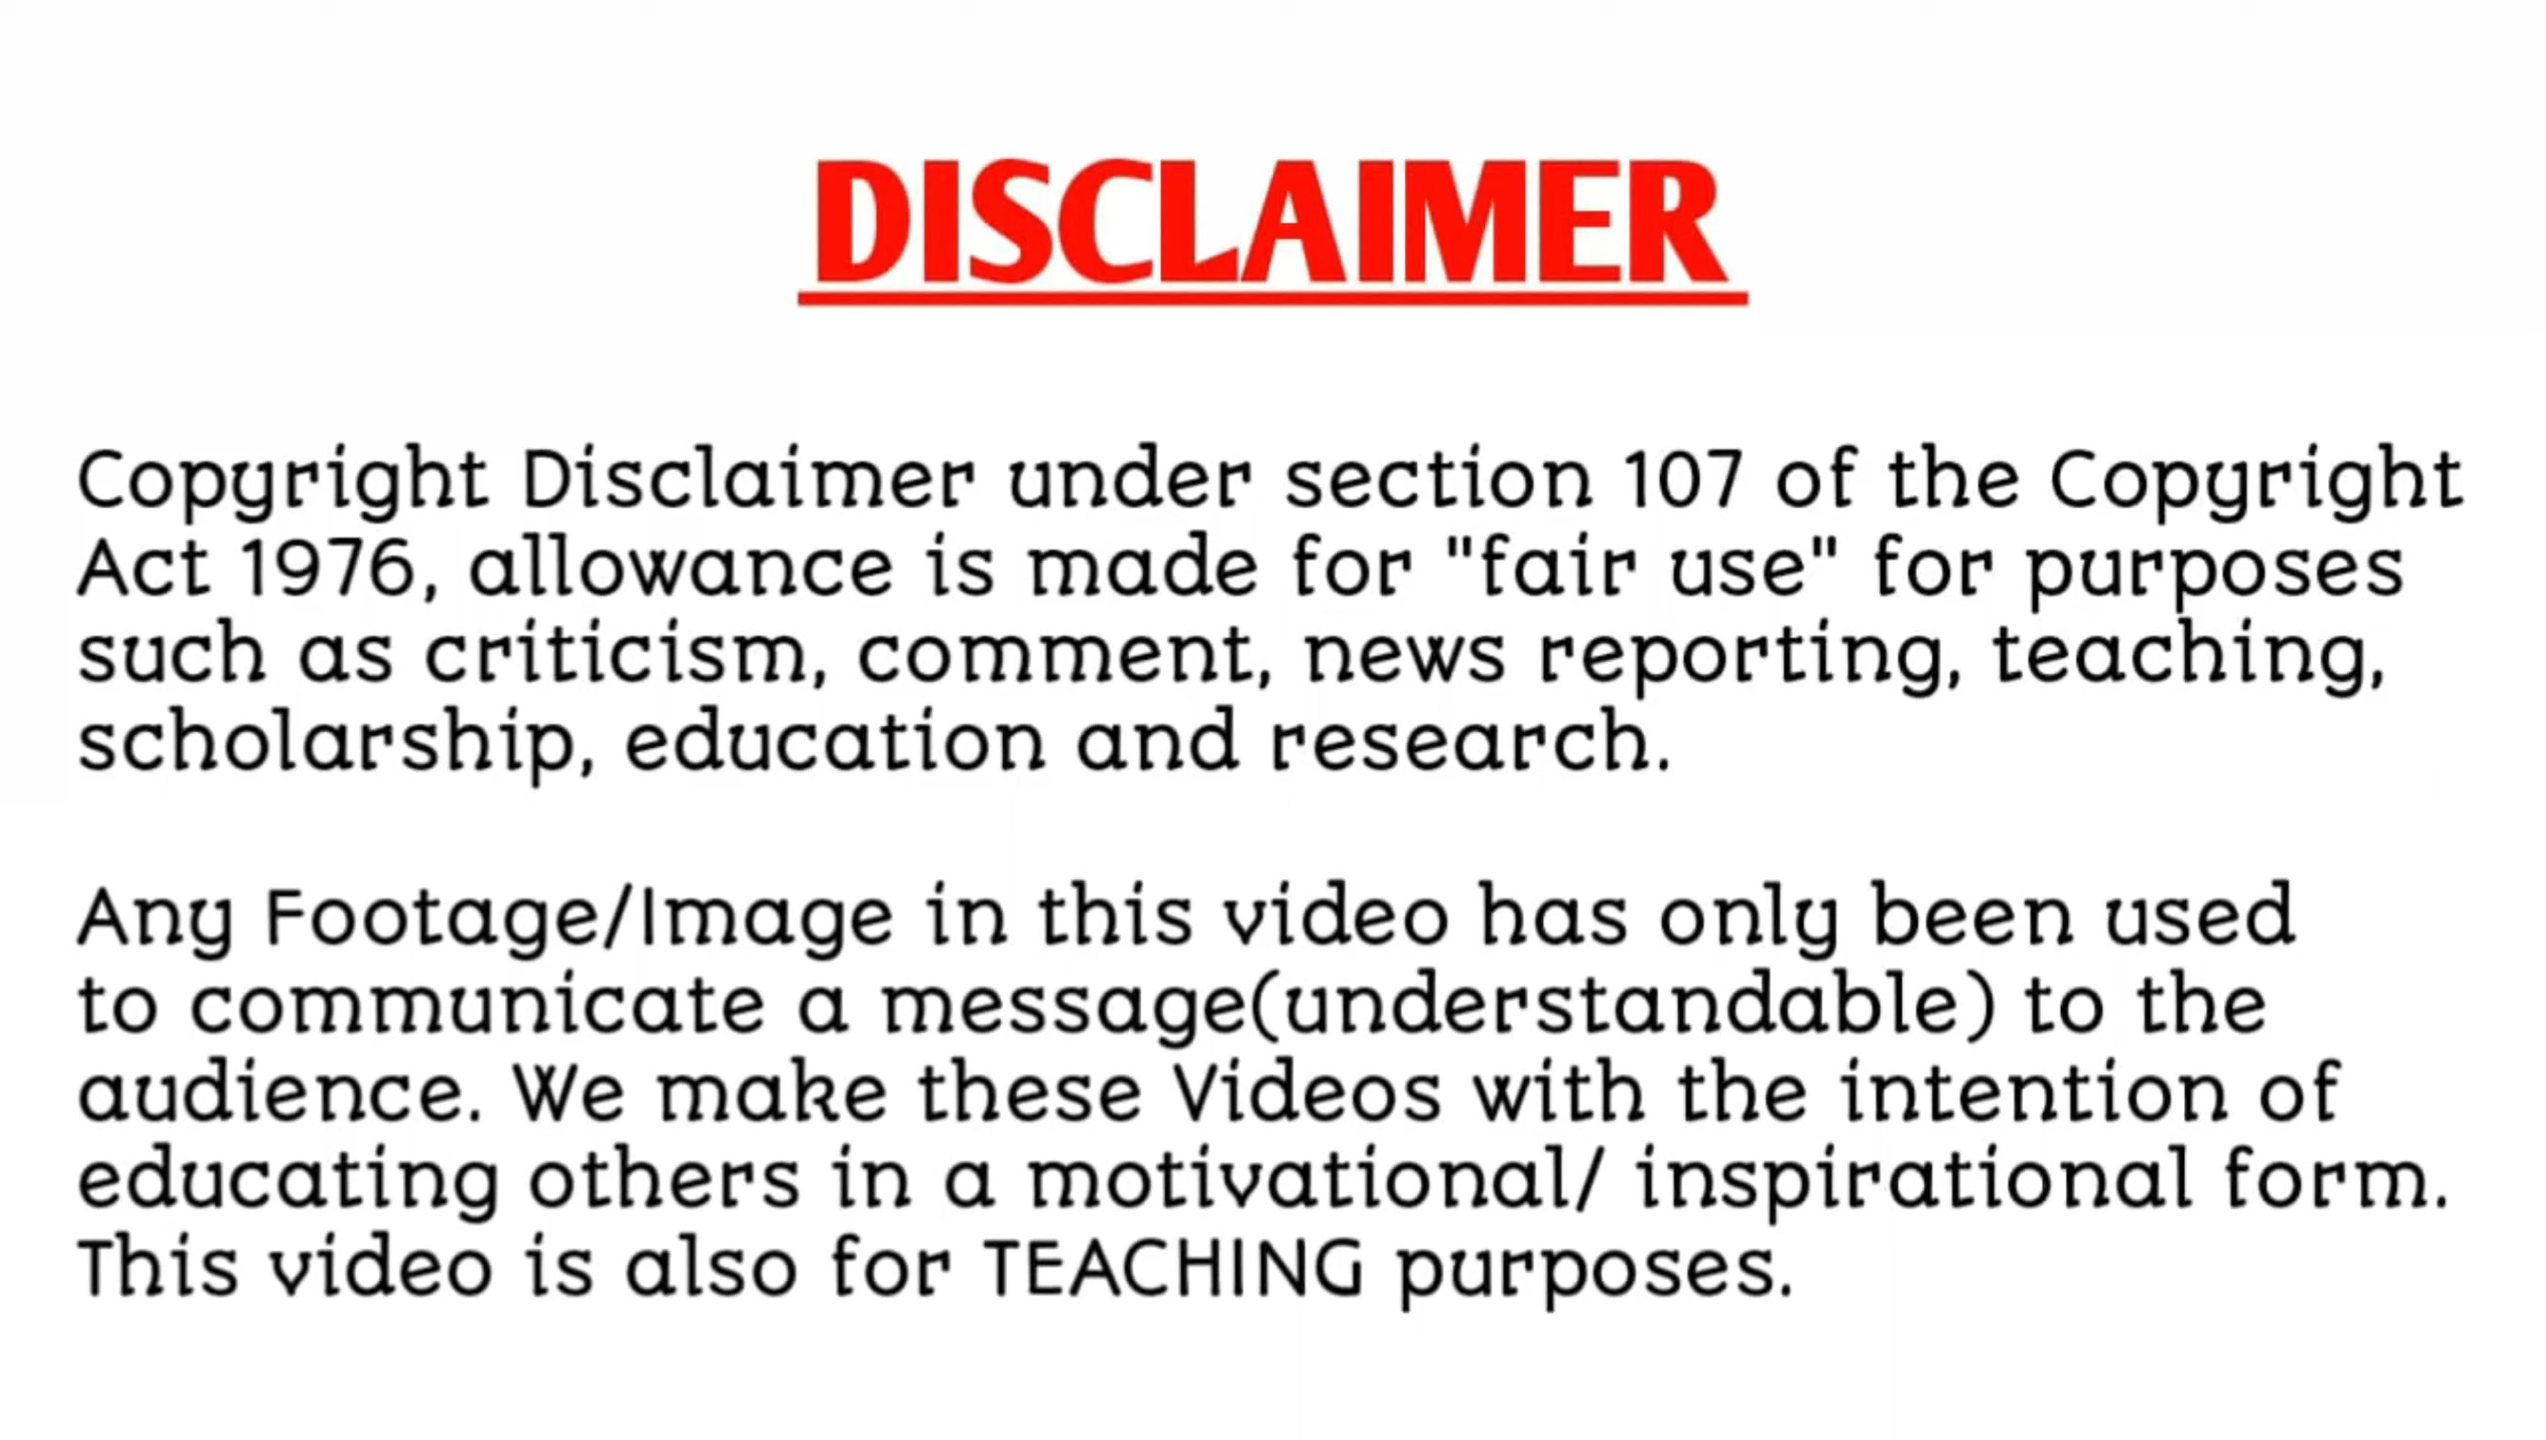 DISCLAIMER
Copyright Disclaimer under section 107 of the Copyright
Act 1976, allowance is made for "fair use" for purposes
such as criticism, comment, news reporting, teaching,
scholarship, education and research.
Any Footage/Image in this video has only been used
to communicate a message(understandable) to the
audience. We make these Videos with the intention of
educating others in a motivational/ inspirational form.
This video is also for TEACHING purposes.